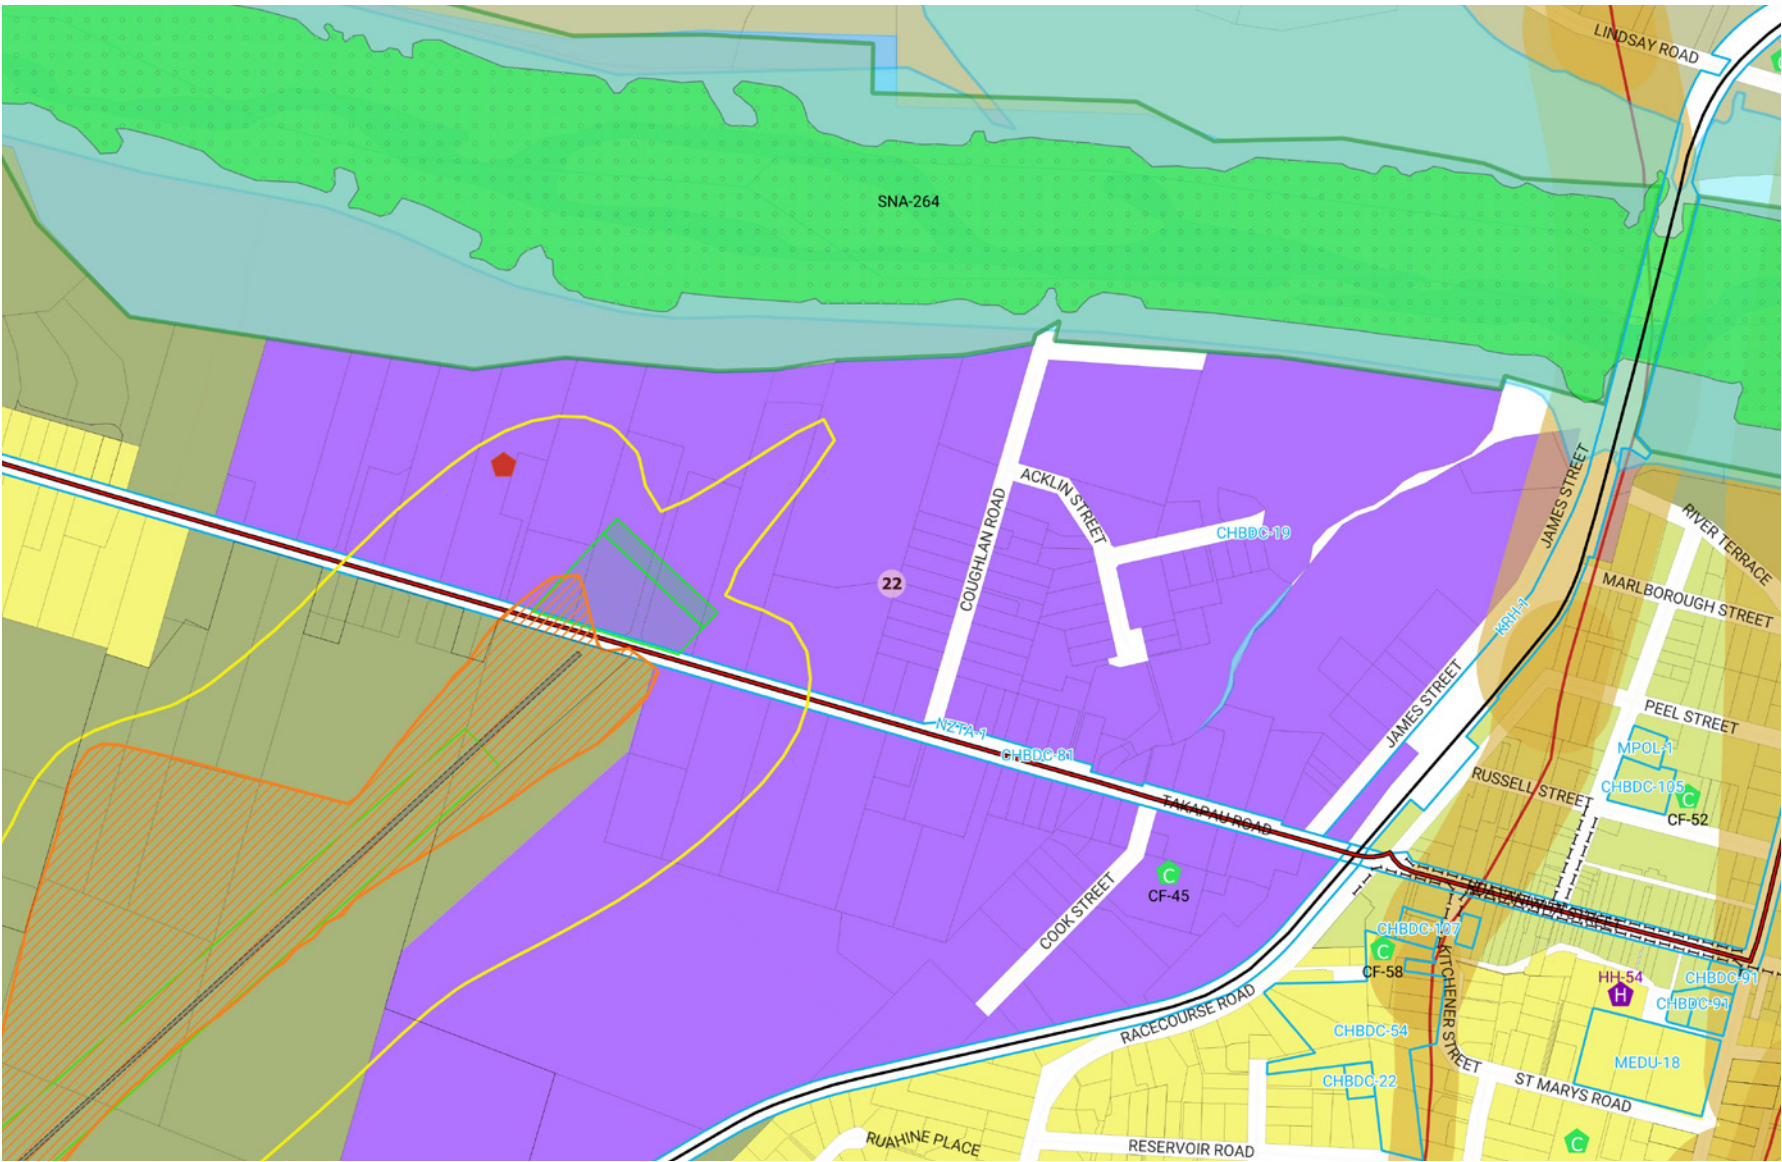 LINDSAY ROAD
SNA-264
JAMES STREET
RIVER TERRACE
ACKLIN STREET
COUGHLAN ROAD
CHBDC-19
22
MARLBOROUGH STREET
KRH-1
JAMES STREET
PEEL STREET
NZTA-1
CHBDC-81
MPOL-1
RUSSELL STREET
CHBDC-105
C
CF-52
TAKAPAU ROAD
C
CF-45
COOK STREET
CHBDC-107
C
CF-58
KITCHENER STREET
HH-54
H
CHBDC-91
CHBDC-91
RACECOURSE ROAD
CHBDC-54
MEDU-18
CHBDC-22
ST MARYS ROAD
RUAHINE PLACE
RESERVOIR ROAD
C